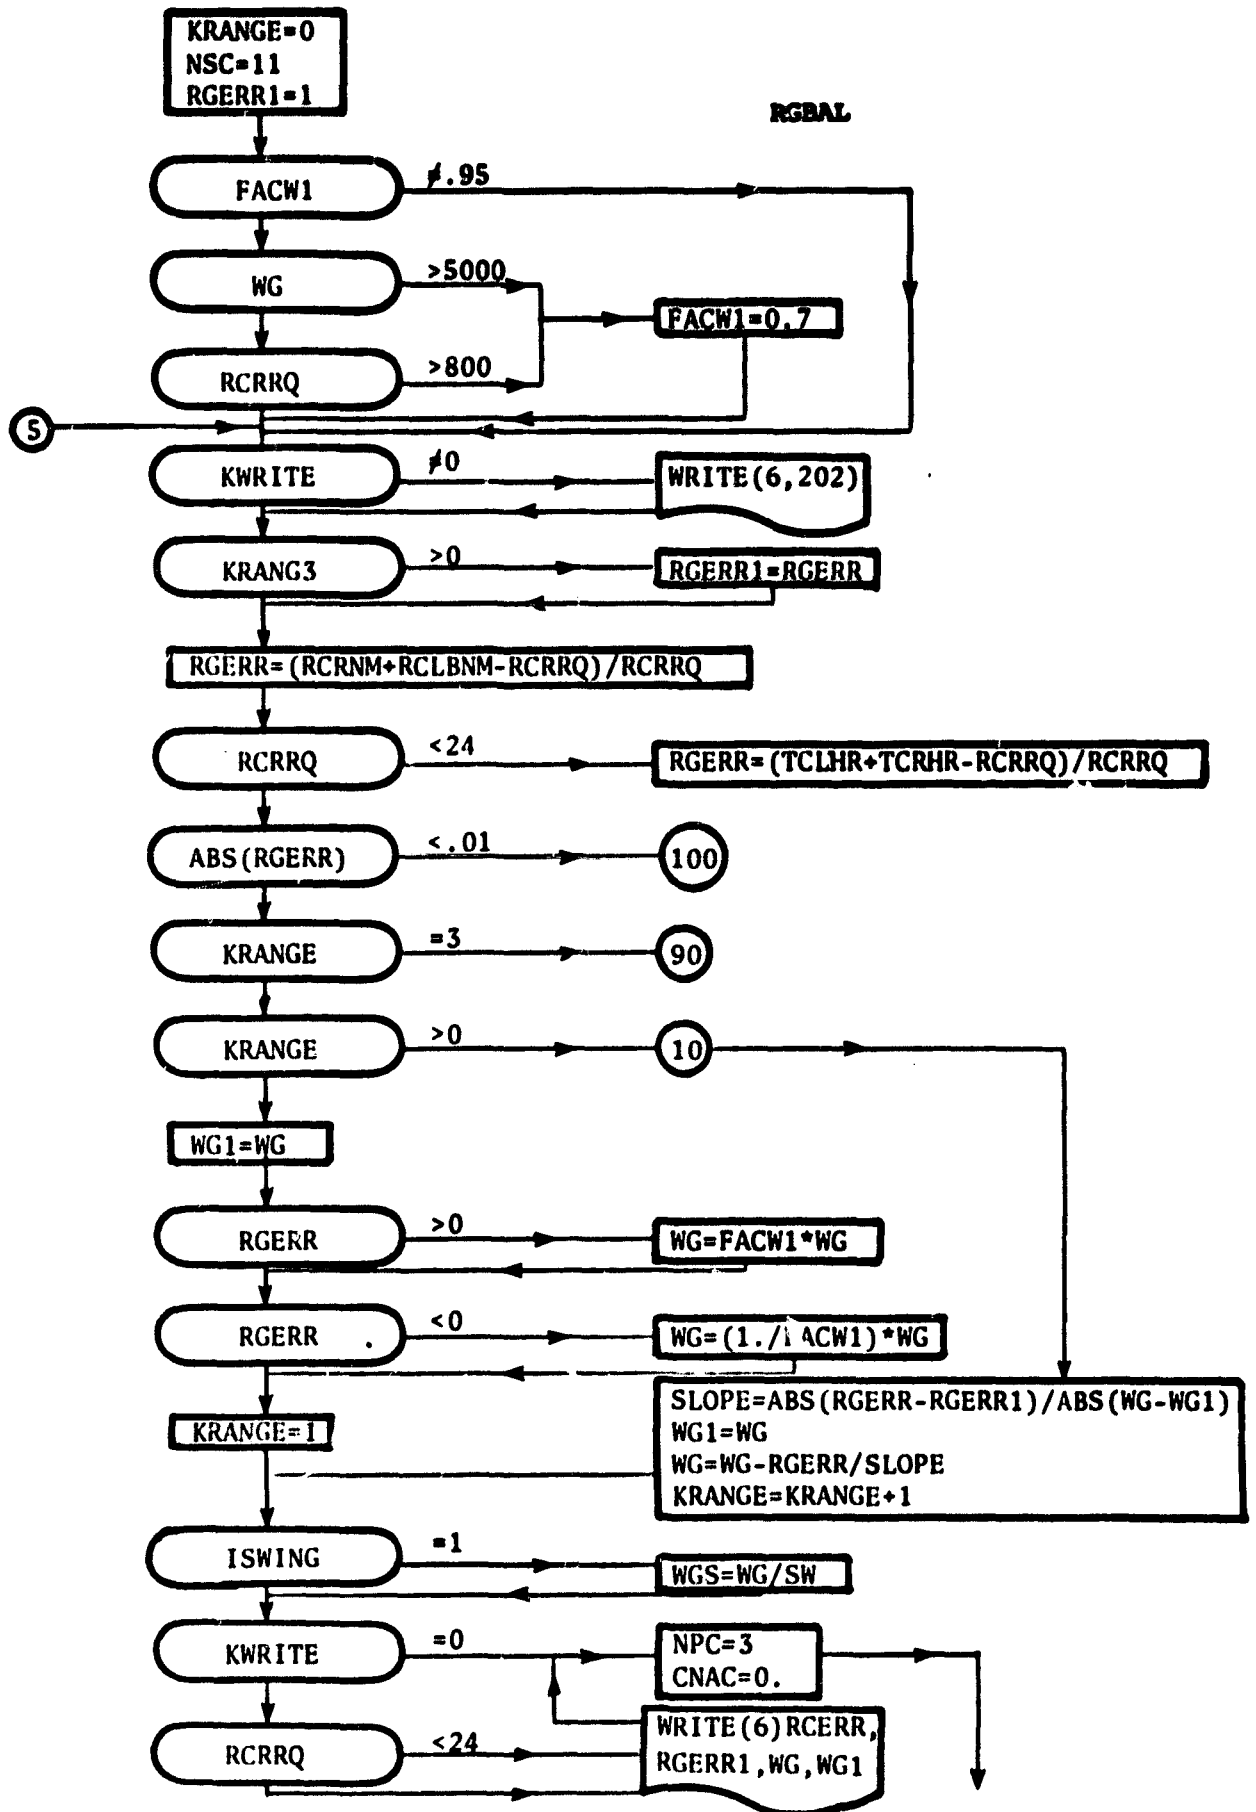 KRANGE=0
NSC=11
RGERR1=1
RGBAL
FACW1
≠.95
WG
>5000
FACW1=0.7
RCRRQ
>800
5
KWRITE
≠0
WRITE(6,202)
KRANG3
>0
RGERR1=RGERR
RGERR=(RCRNM+RCLBNM-RCRRQ)/RCRRQ
RCRRQ
<24
RGERR=(TCLHR+TCRHR-RCRRQ)/RCRRQ
ABS(RGERR)
<.01
100
KRANGE
=3
90
KRANGE
>0
10
WG1=WG
RGERR
>0
WG=FACW1*WG
RGERR
<0
WG=(1./FACW1)*WG
SLOPE=ABS(RGERR-RGERR1)/ABS(WG-WG1)
WG1=WG
WG=WG-RGERR/SLOPE
KRANGE=KRANGE+1
KRANGE=1
ISWING
=1
WGS=WG/SW
KWRITE
=0
NPC=3
CNAC=0.
RCRRQ
<24
WRITE(6)RCERR,
RGERR1,WG,WG1